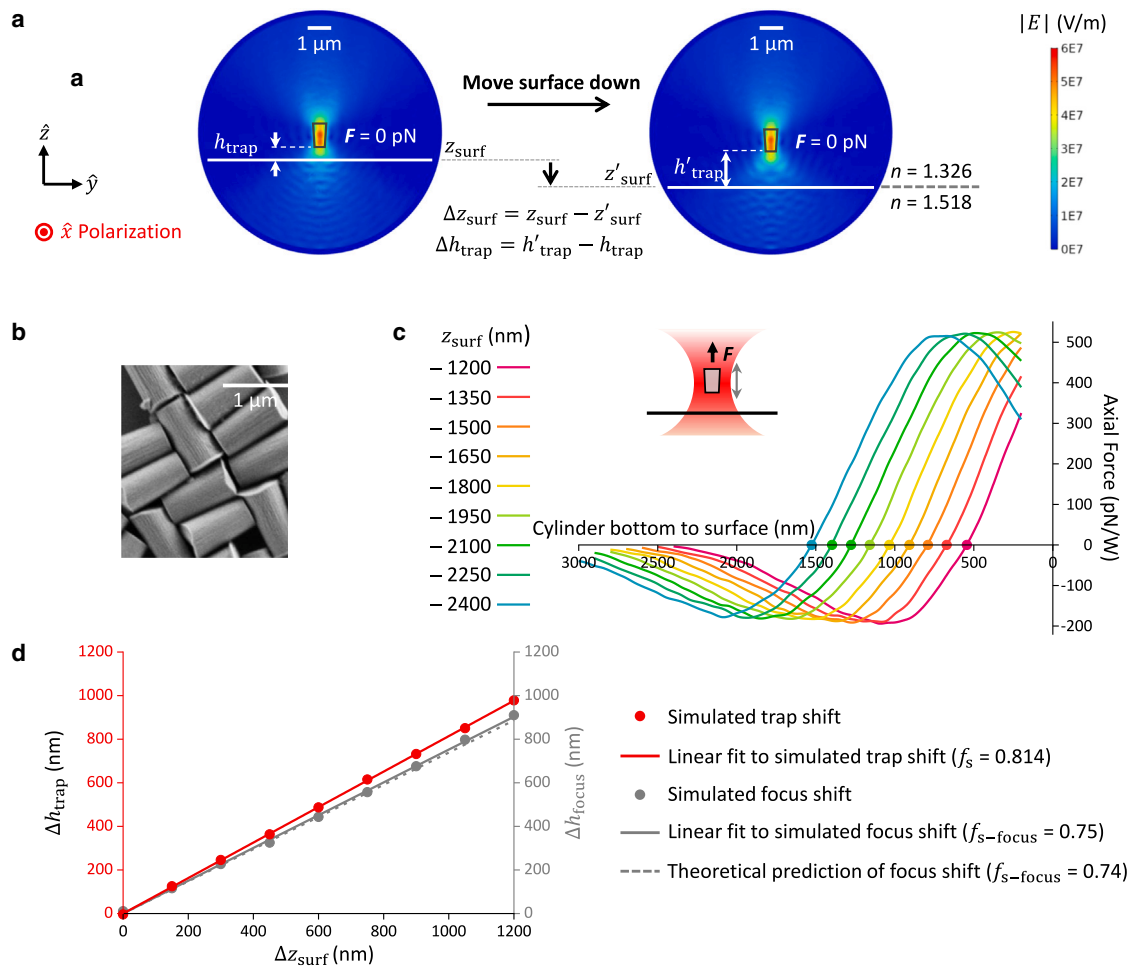 a
1 μm
1 μm
|E| (V/m)
6E7
5E7
4E7
3E7
2E7
1E7
0E7
a
Move surface down
ẑ
ŷ
h_trap
F = 0 pN
z_surf
h′_trap
F = 0 pN
z′_surf
n = 1.326
n = 1.518
Δz_surf = z_surf − z′_surf
Δh_trap = h′_trap − h_trap
x̂ Polarization
b
1 μm
c
z_surf (nm)
− 1200
− 1350
− 1500
− 1650
− 1800
− 1950
− 2100
− 2250
− 2400
F
Cylinder bottom to surface (nm)
3000 2500 2000 1500 1000 500 0
500
400
300
200
100
0
-100
-200
Axial Force (pN/W)
d
1200
1000
800
600
400
200
0
Δh_trap (nm)
1200
1000
800
600
400
200
0
Δh_focus (nm)
0 200 400 600 800 1000 1200
Δz_surf (nm)
Simulated trap shift
Linear fit to simulated trap shift (f_s = 0.814)
Simulated focus shift
Linear fit to simulated focus shift (f_s−focus = 0.75)
Theoretical prediction of focus shift (f_s−focus = 0.74)